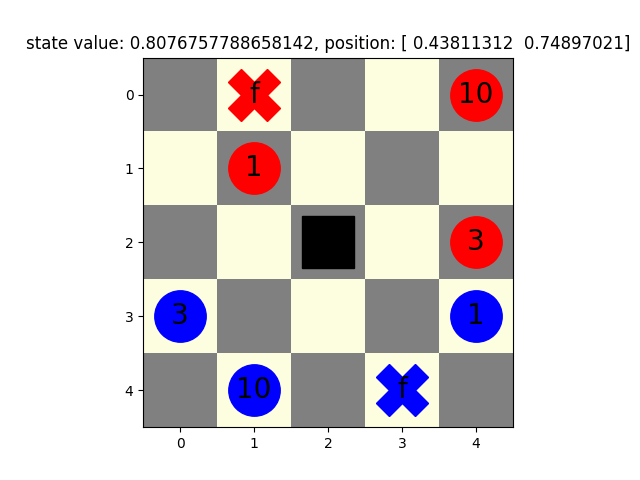 state value: 0.8076757788658142, position: [ 0.43811312  0.74897021]
0 f 10
1 1
2 3
3 3 1
4 10 f
0 1 2 3 4